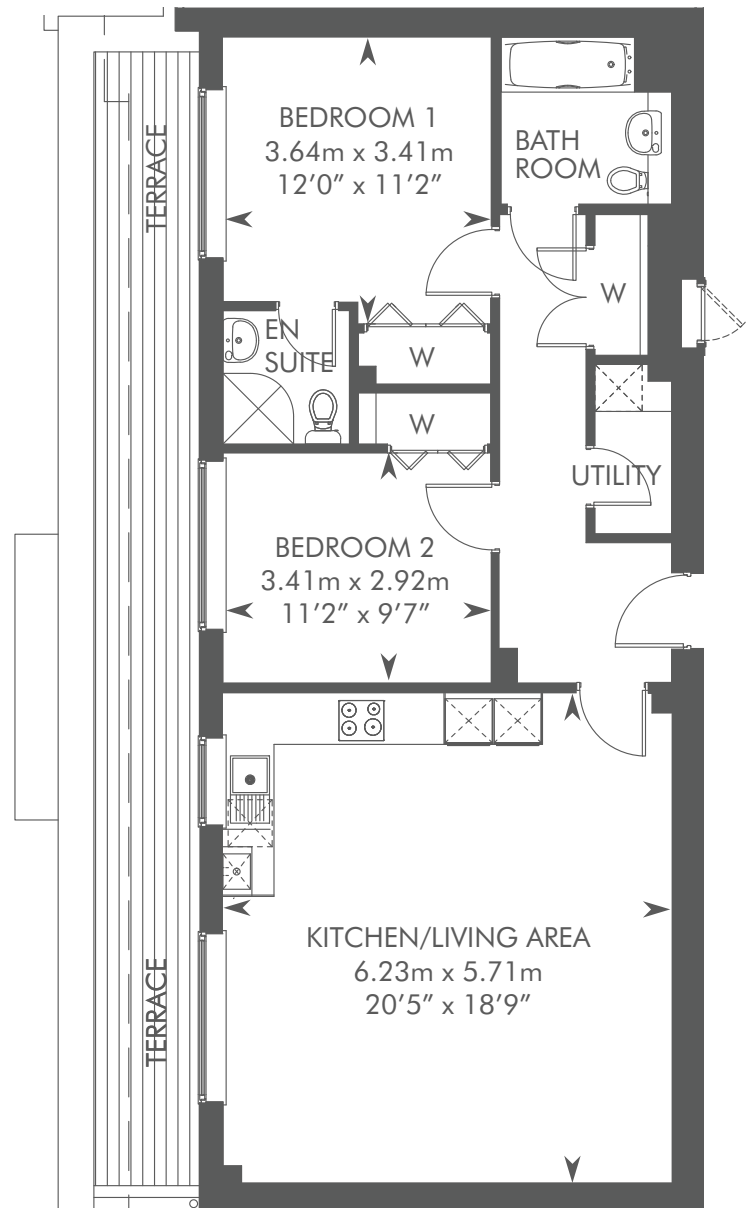 BEDROOM 1
3.64m x 3.41m
12’0” x 11’2”
BATH
ROOM
TERRACE
W
EN
SUITE
W
W
UTILITY
BEDROOM 2
3.41m x 2.92m
11’2” x 9’7”
KITCHEN/LIVING AREA
6.23m x 5.71m
20’5” x 18’9”
TERRACE